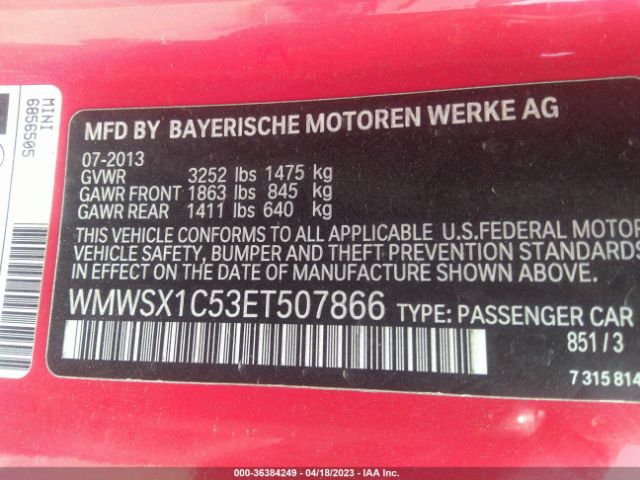 MINI
6856505
MFD BY BAYERISCHE MOTOREN WERKE AG
07-2013
GVWR 3252 lbs 1475 kg
GAWR FRONT 1863 lbs 845 kg
GAWR REAR 1411 lbs 640 kg
THIS VEHICLE CONFORMS TO ALL APPLICABLE U.S.FEDERAL MOTOR
VEHICLE SAFETY, BUMPER AND THEFT PREVENTION STANDARDS
IN EFFECT ON THE DATE OF MANUFACTURE SHOWN ABOVE.
WMWSX1C53ET507866 TYPE: PASSENGER CAR
851/3
7 315 814
000-36384249 - 04/18/2023 - IAA Inc.